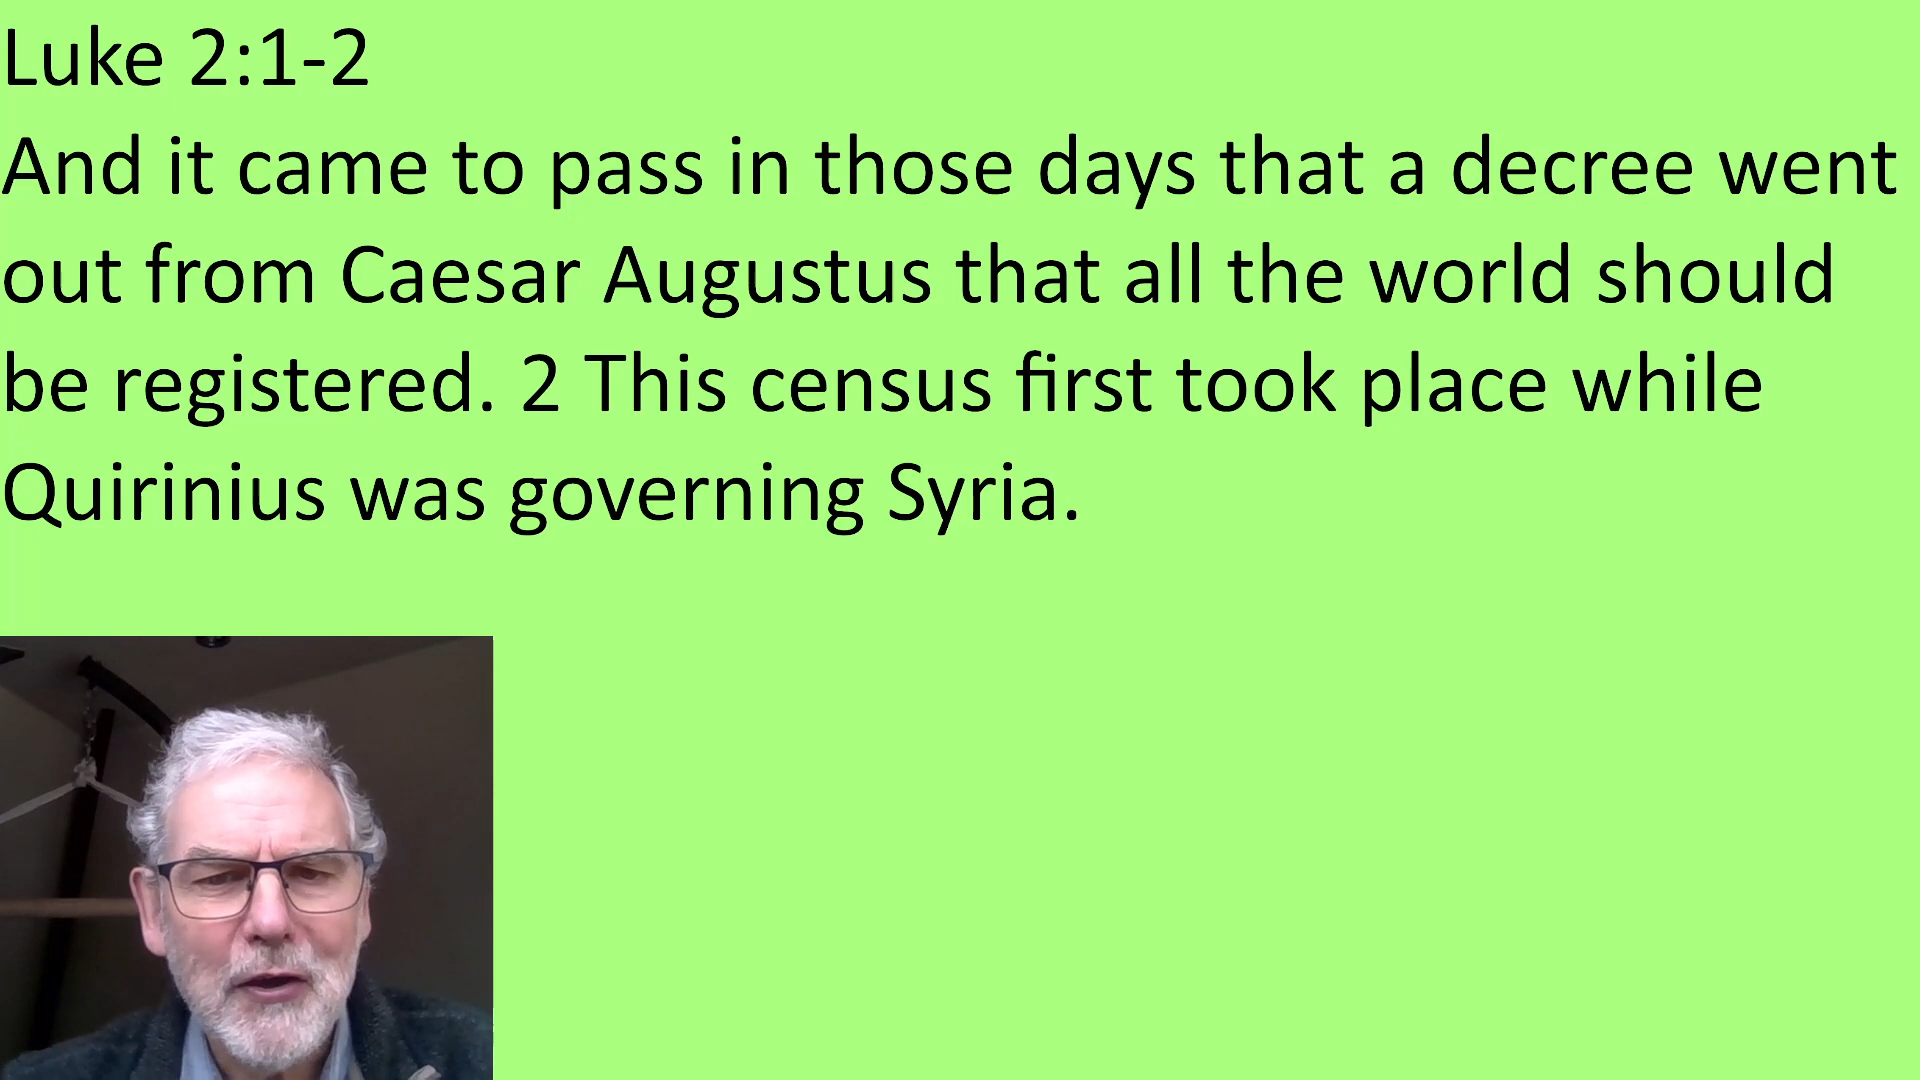 Luke 2:1-2
And it came to pass in those days that a decree went
out from Caesar Augustus that all the world should
be registered. 2 This census first took place while
Quirinius was governing Syria.